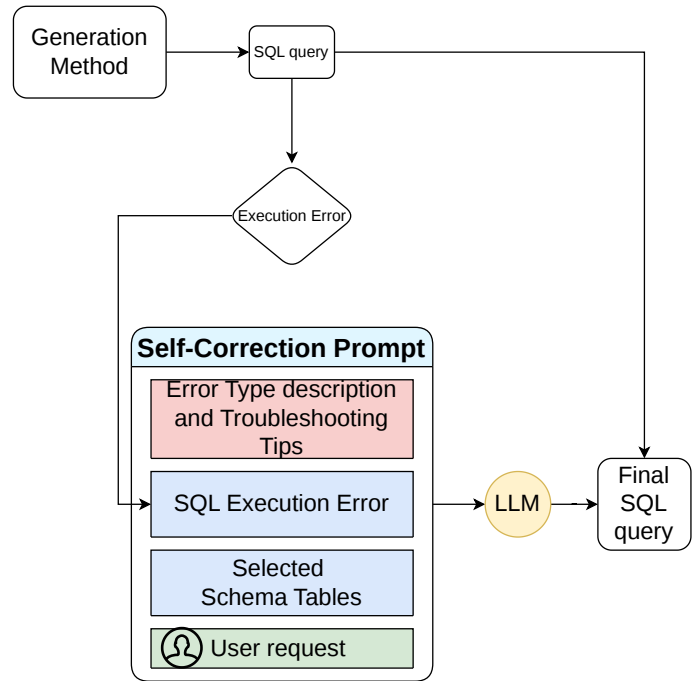 Generation
Method
SQL query
Execution Error
Self-Correction Prompt
Error Type description
and Troubleshooting
Tips
SQL Execution Error
Selected
Schema Tables
User request
LLM
Final
SQL
query